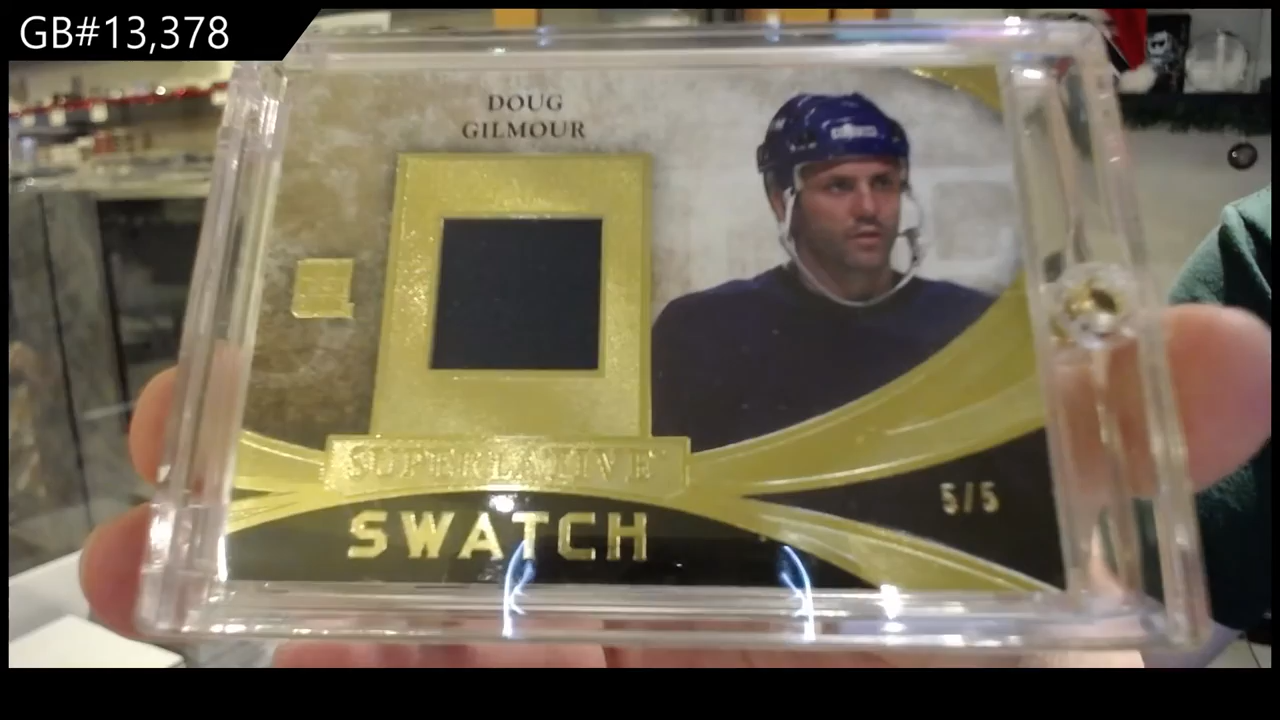 GB#13,378
DOUG
GILMOUR
SUPERLATIVE
SWATCH
5/5